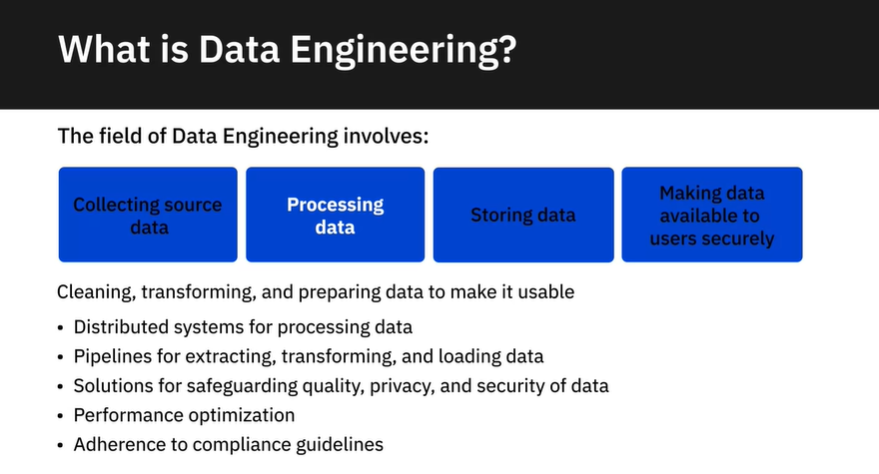 What is Data Engineering?
The field of Data Engineering involves:
Collecting source
data
Processing
data
Storing data
Making data
available to
users securely
Cleaning, transforming, and preparing data to make it usable
• Distributed systems for processing data
• Pipelines for extracting, transforming, and loading data
• Solutions for safeguarding quality, privacy, and security of data
• Performance optimization
• Adherence to compliance guidelines